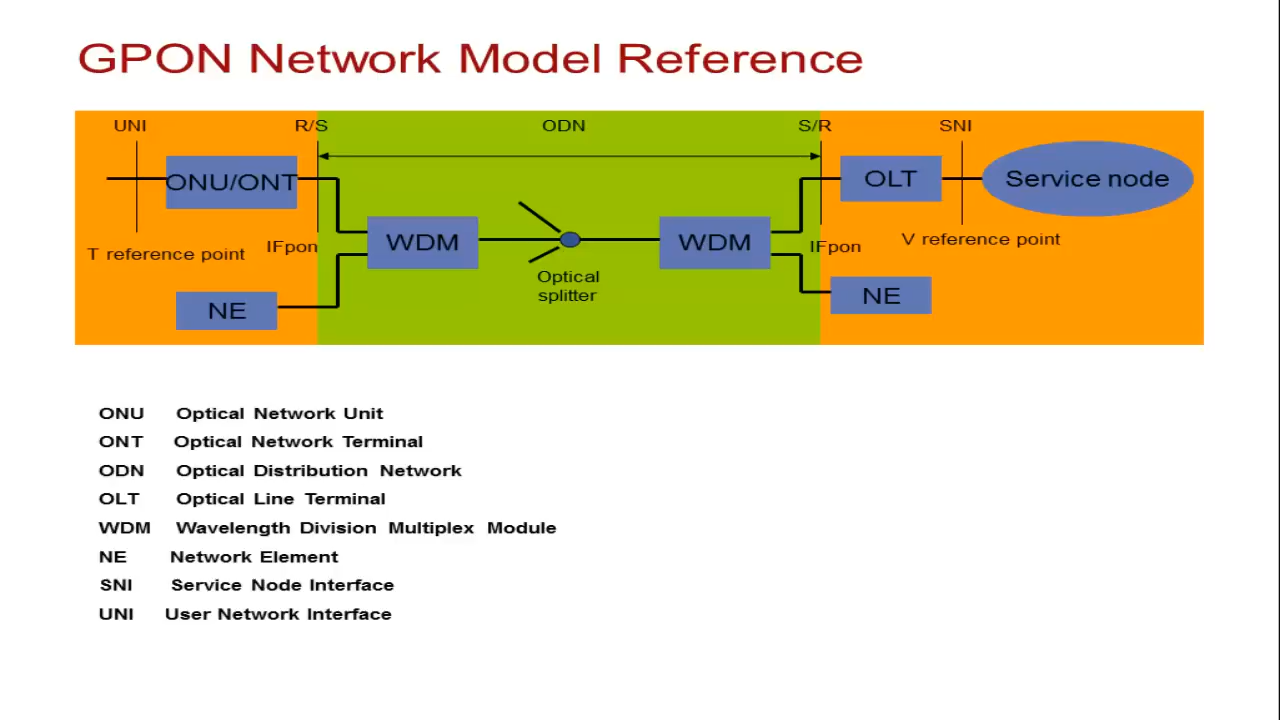 GPON Network Model Reference
UNI R/S ODN S/R SNI
ONU/ONT OLT Service node
T reference point IFpon WDM WDM IFpon V reference point
Optical
splitter
NE NE
ONU Optical Network Unit
ONT Optical Network Terminal
ODN Optical Distribution Network
OLT Optical Line Terminal
WDM Wavelength Division Multiplex Module
NE Network Element
SNI Service Node Interface
UNI User Network Interface